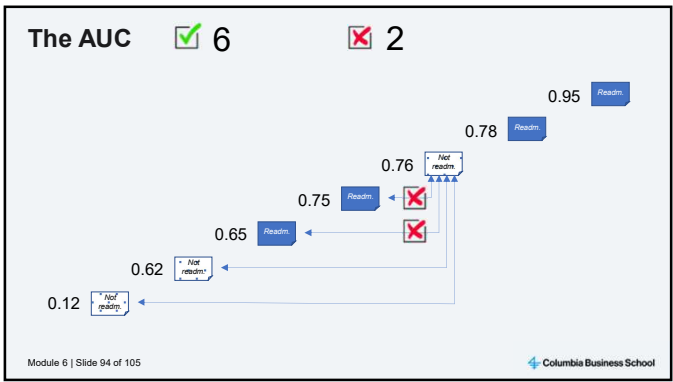 The AUC 6 2
0.95 Readm.
0.78 Readm.
0.76 Not
readm.
0.75 Readm.
0.65 Readm.
0.62 Not
readm.
0.12 Not
readm.
Module 6 | Slide 94 of 105
Columbia Business School